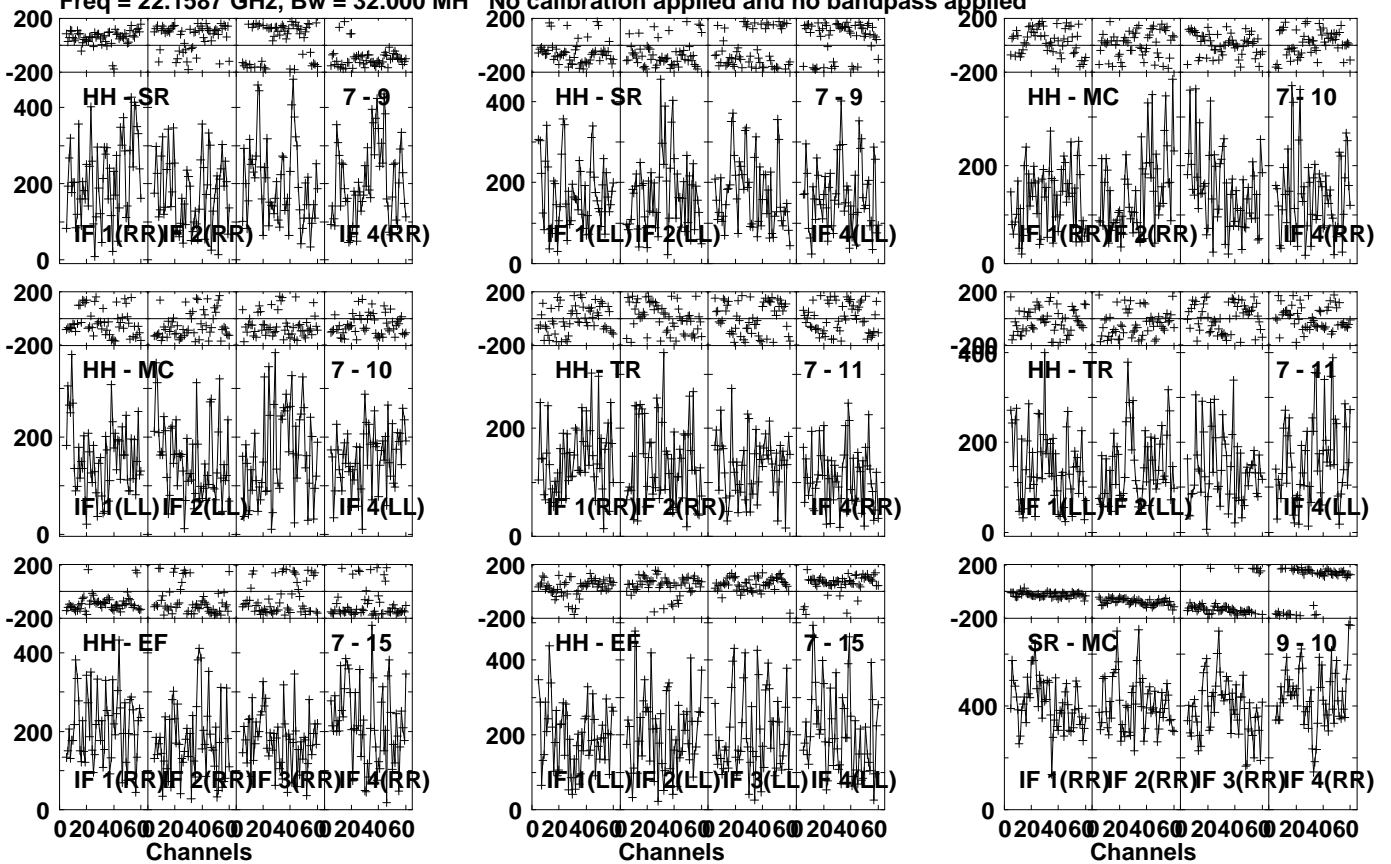 Freq = 22.1587 GHz, Bw = 32.000 MH No calibration applied and no bandpass applied
200
-200
400
200
0
HH - SR 7 - 9
IF 1(RR) IF 2(RR) IF 4(RR)
200
-200
400
200
0
HH - SR 7 - 9
IF 1(LL) IF 2(LL) IF 4(LL)
200
-200
200
0
HH - MC 7 - 10
IF 1(RR) IF 2(RR) IF 4(RR)
200
-200
200
0
HH - MC 7 - 10
IF 1(LL) IF 2(LL) IF 4(LL)
200
-200
200
0
HH - TR 7 - 11
IF 1(RR) IF 2(RR) IF 4(RR)
200
-200
400
200
0
HH - TR 7 - 11
IF 1(LL) IF 2(LL) IF 4(LL)
200
-200
400
200
0
HH - EF 7 - 15
IF 1(RR) IF 2(RR) IF 3(RR) IF 4(RR)
0 20 40 60 0 20 40 60 0 20 40 60 0 20 40 60
Channels
200
-200
400
200
0
HH - EF 7 - 15
IF 1(LL) IF 2(LL) IF 3(LL) IF 4(LL)
0 20 40 60 0 20 40 60 0 20 40 60 0 20 40 60
Channels
200
-200
400
0
SR - MC 9 - 10
IF 1(RR) IF 2(RR) IF 3(RR) IF 4(RR)
0 20 40 60 0 20 40 60 0 20 40 60 0 20 40 60
Channels